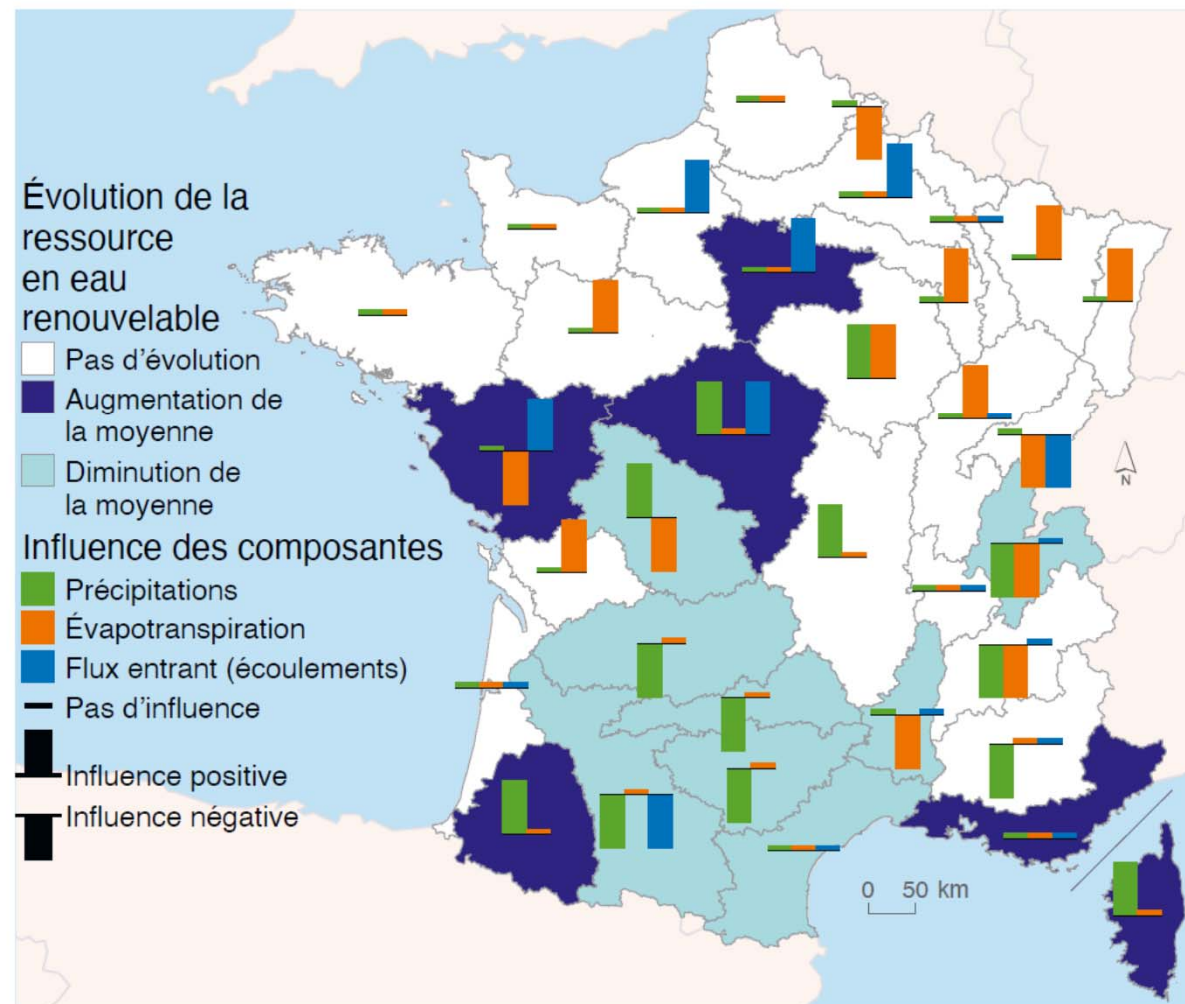 Évolution de la
ressource
en eau
renouvelable
Pas d'évolution
Augmentation de
la moyenne
Diminution de
la moyenne
Influence des composantes
Précipitations
Évapotranspiration
Flux entrant (écoulements)
Pas d'influence
Influence positive
Influence négative
N
0 50 km